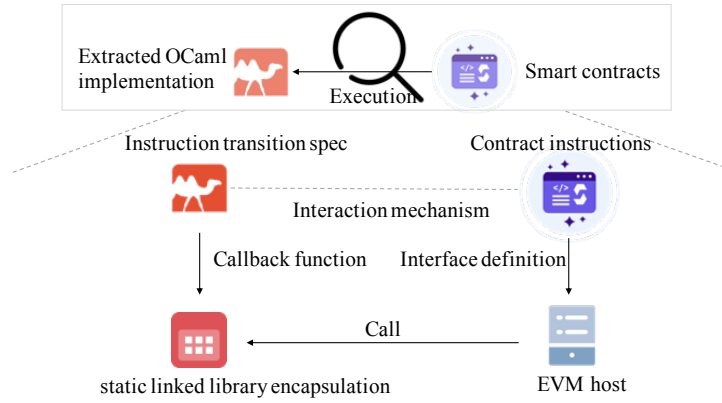 Extracted OCaml
implementation
Execution
Smart contracts
Instruction transition spec
Contract instructions
Interaction mechanism
Callback function
Interface definition
Call
static linked library encapsulation
EVM host